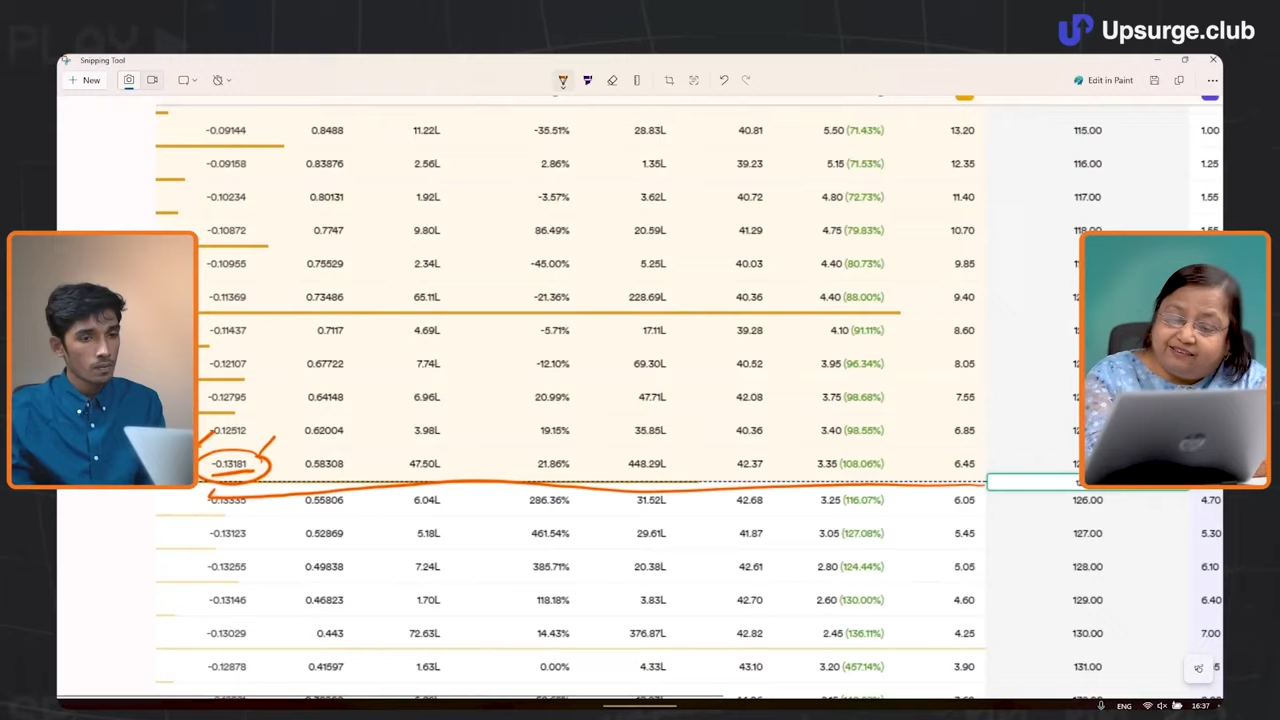 PLAY
Upsurge.club
Snipping Tool
New
Edit in Paint
-0.09144 0.8488 11.22L -35.51% 28.83L 40.81 5.50 (71.43%) 13.20 115.00 1.00
-0.09158 0.83876 2.56L 2.86% 1.35L 39.23 5.15 (71.53%) 12.35 116.00 1.25
-0.10234 0.80131 1.92L -3.57% 3.62L 40.72 4.80 (72.73%) 11.40 117.00 1.55
-0.10872 0.7747 9.80L 86.49% 20.59L 41.29 4.75 (79.83%) 10.70
-0.10955 0.75529 2.34L -45.00% 5.25L 40.03 4.40 (80.73%) 9.85
-0.11369 0.73486 65.11L -21.36% 228.69L 40.36 4.40 (88.00%) 9.40
-0.11437 0.7117 4.69L -5.71% 17.11L 39.28 4.10 (91.11%) 8.60
-0.12107 0.67722 7.74L -12.10% 69.30L 40.52 3.95 (96.34%) 8.05
-0.12795 0.64148 6.96L 20.99% 47.71L 42.08 3.75 (98.68%) 7.55
-0.12512 0.62004 3.98L 19.15% 35.85L 40.36 3.40 (98.55%) 6.85
-0.13181 0.58308 47.50L 21.86% 448.29L 42.37 3.35 (108.06%) 6.45
-0.13335 0.55806 6.04L 286.36% 31.52L 42.68 3.25 (116.07%) 6.05 126.00 4.70
-0.13123 0.52869 5.18L 461.54% 29.61L 41.87 3.05 (127.08%) 5.45 127.00 5.30
-0.13255 0.49838 7.24L 385.71% 20.38L 42.61 2.80 (124.44%) 5.05 128.00 6.10
-0.13146 0.46823 1.70L 118.18% 3.83L 42.70 2.60 (130.00%) 4.60 129.00 6.40
-0.13029 0.443 72.63L 14.43% 376.87L 42.82 2.45 (136.11%) 4.25 130.00 7.00
-0.12878 0.41597 1.63L 0.00% 4.33L 43.10 3.20 (457.14%) 3.90 131.00
ENG 16:37